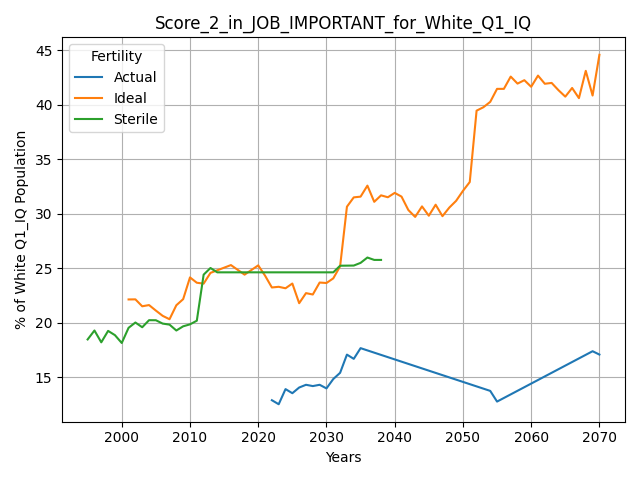 Score_2_in_JOB_IMPORTANT_for_White_Q1_IQ
Fertility
Actual
Ideal
Sterile
% of White Q1_IQ Population
45
40
35
30
25
20
15
2000 2010 2020 2030 2040 2050 2060 2070
Years